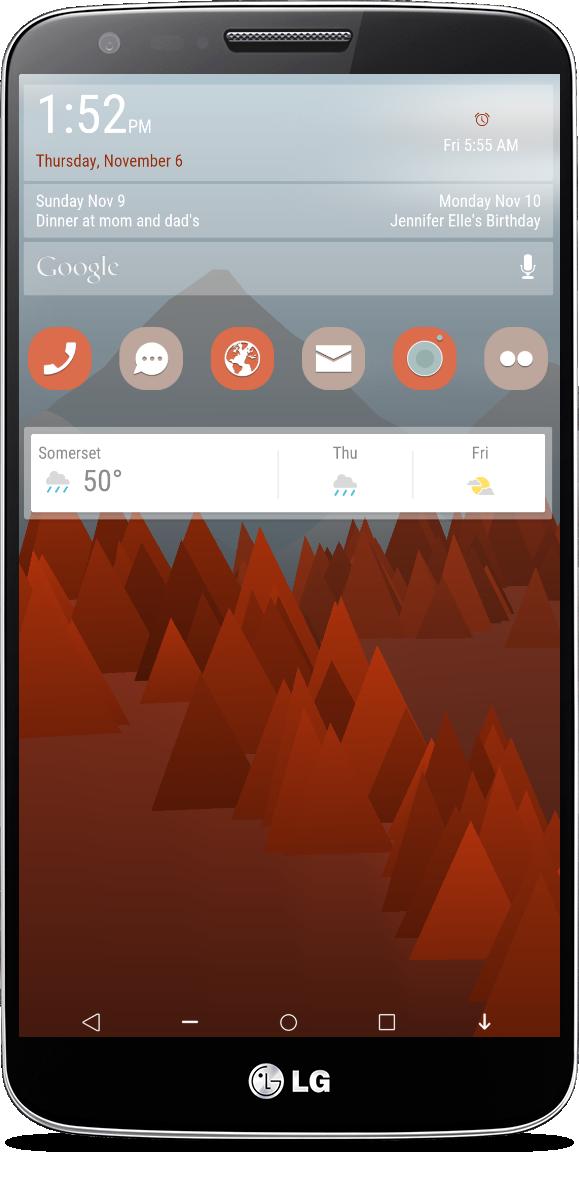 1:52PM
Thursday, November 6
Fri 5:55 AM
Sunday Nov 9
Dinner at mom and dad's
Monday Nov 10
Jennifer Elle's Birthday
Google
Somerset
50°
Thu
Fri
LG